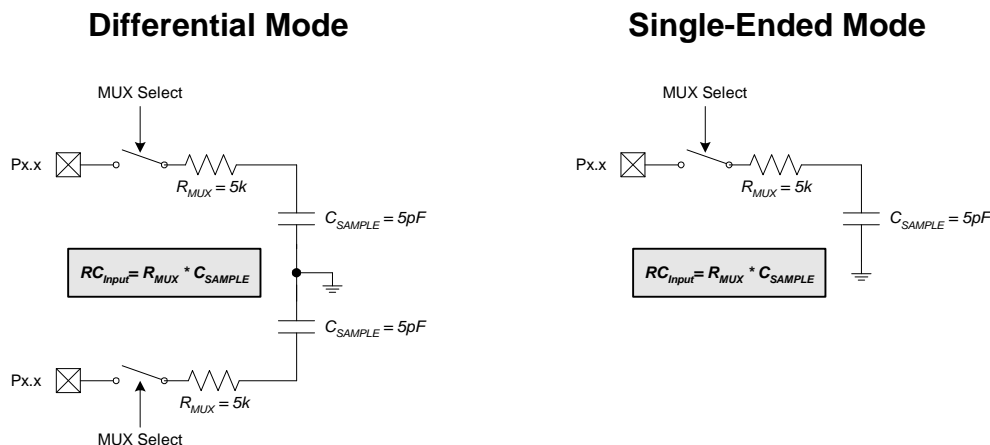 Differential Mode
MUX Select
Px.x
R_MUX = 5k
C_SAMPLE = 5pF
RC_Input= R_MUX * C_SAMPLE
C_SAMPLE = 5pF
Px.x
R_MUX = 5k
MUX Select
Single-Ended Mode
MUX Select
Px.x
R_MUX = 5k
C_SAMPLE = 5pF
RC_Input= R_MUX * C_SAMPLE